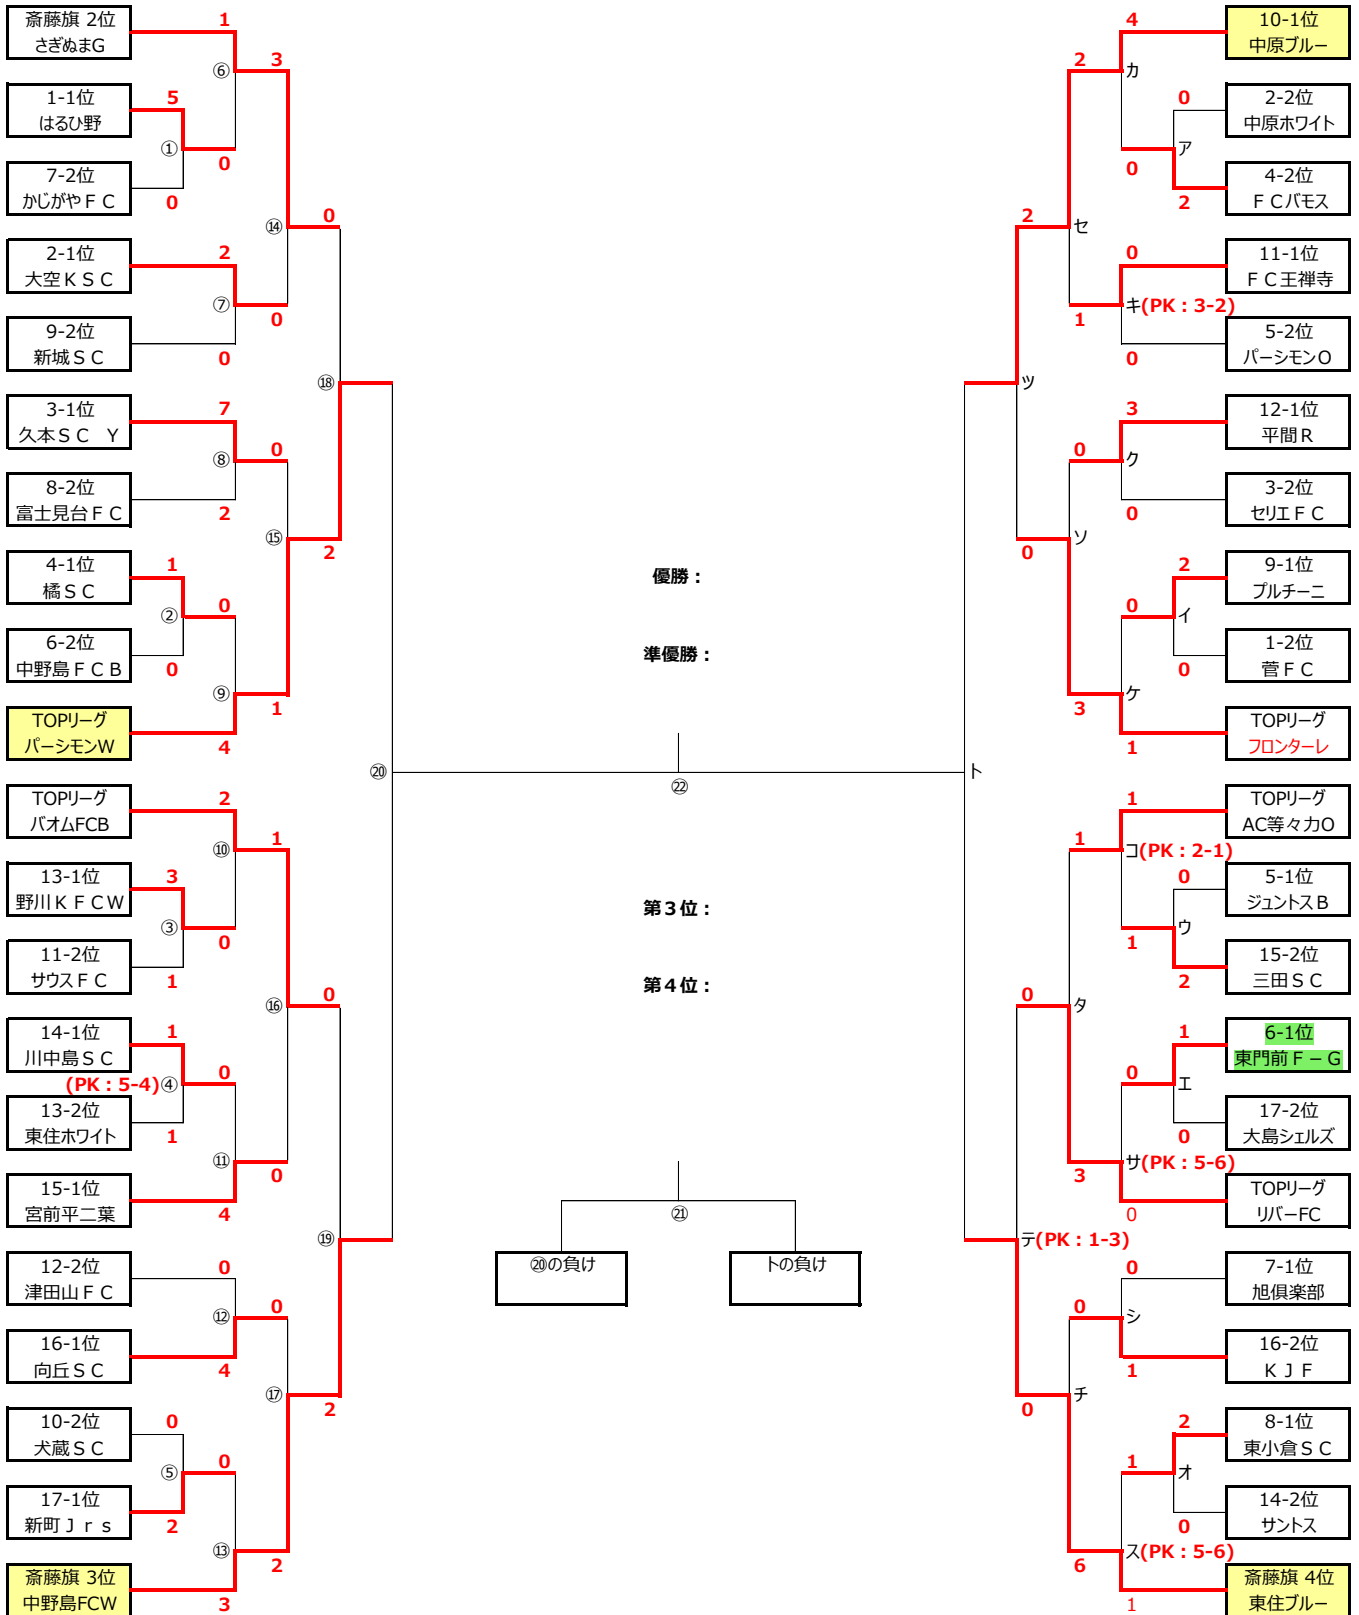 斎藤旗 2位
さぎぬまG
1
⑥
3
1-1位
はるひ野
5
①
0
7-2位
かじがやＦＣ
0
⑭
0
2-1位
大空ＫＳＣ
2
⑦
0
9-2位
新城ＳＣ
0
⑱
3-1位
久本ＳＣ　Y
7
⑧
0
8-2位
富士見台ＦＣ
2
⑮
2
4-1位
橘ＳＣ
1
②
0
6-2位
中野島ＦＣＢ
0
⑨
1
TOPリーグ
パーシモンW
4
⑳
TOPリーグ
バオムFCB
2
⑩
1
13-1位
野川ＫＦＣＷ
3
③
0
11-2位
サウスＦＣ
1
⑯
0
14-1位
川中島ＳＣ
1
(PK：5-4)④
0
13-2位
東住ホワイト
1
⑪
0
15-1位
宮前平二葉
4
⑲
12-2位
津田山ＦＣ
0
⑫
0
16-1位
向丘ＳＣ
4
⑰
2
10-2位
犬蔵ＳＣ
0
⑤
0
17-1位
新町Ｊｒｓ
2
⑬
2
斎藤旗 3位
中野島FCW
3
優勝：
準優勝：
㉒
第３位：
第４位：
㉑
⑳の負け
トの負け
10-1位
中原ブルー
4
2
カ
2-2位
中原ホワイト
0
ア
0
4-2位
ＦＣバモス
2
2
セ
11-1位
ＦＣ王禅寺
0
キ(PK：3-2)
1
5-2位
パーシモンO
0
ツ
12-1位
平間Ｒ
3
0
ク
3-2位
セリエＦＣ
0
ソ
0
9-1位
プルチーニ
2
0
イ
1-2位
菅ＦＣ
0
ケ
3
TOPリーグ
フロンターレ
1
ト
TOPリーグ
AC等々力O
1
1
コ(PK：2-1)
5-1位
ジュントスＢ
0
ウ
1
15-2位
三田ＳＣ
2
0
タ
6-1位
東門前Ｆ－Ｇ
1
0
エ
17-2位
大島シェルズ
0
サ(PK：5-6)
3
TOPリーグ
リバーFC
0
テ(PK：1-3)
7-1位
旭倶楽部
0
0
シ
16-2位
ＫＪＦ
1
チ
0
8-1位
東小倉ＳＣ
2
1
オ
14-2位
サントス
0
ス(PK：5-6)
6
斎藤旗 4位
東住ブルー
1